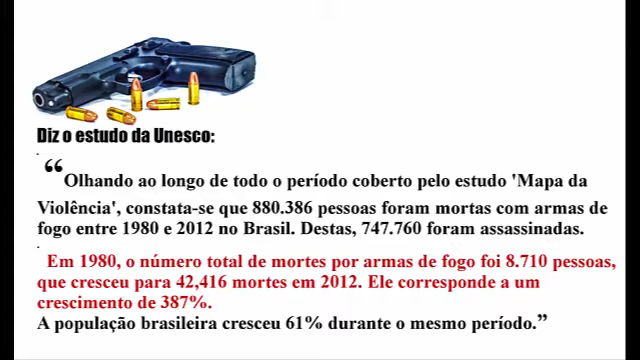 Diz o estudo da Unesco:
“Olhando ao longo de todo o período coberto pelo estudo 'Mapa da
Violência', constata-se que 880.386 pessoas foram mortas com armas de
fogo entre 1980 e 2012 no Brasil. Destas, 747.760 foram assassinadas.
Em 1980, o número total de mortes por armas de fogo foi 8.710 pessoas,
que cresceu para 42,416 mortes em 2012. Ele corresponde a um
crescimento de 387%.
A população brasileira cresceu 61% durante o mesmo período.”